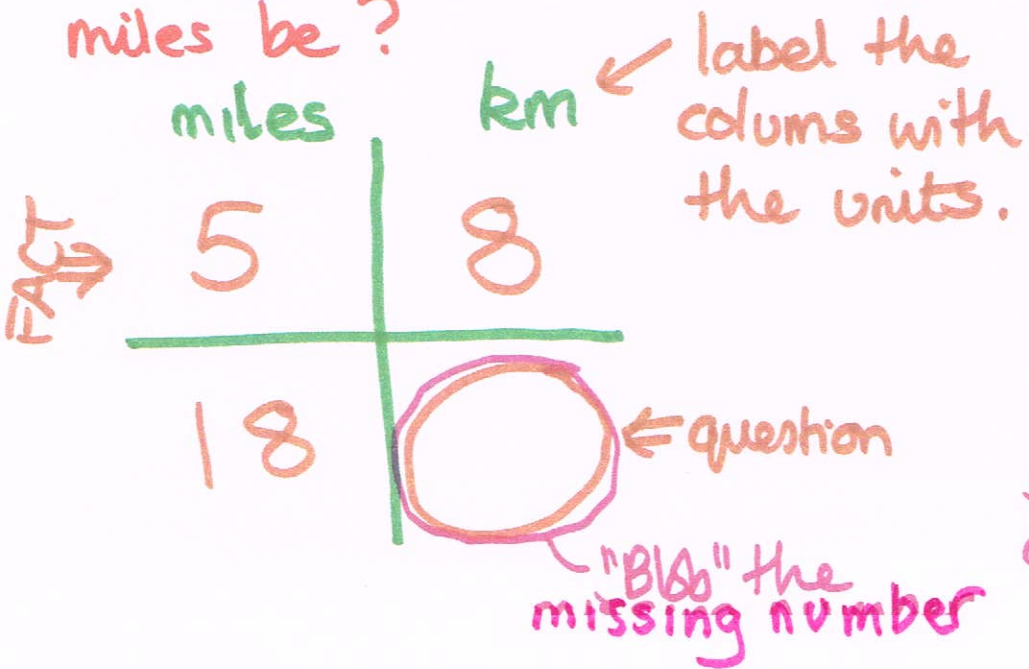 miles be?
miles km
← label the
colums with
the units.
FACT → 5 8
18 ← question
"Blob" the
missing number